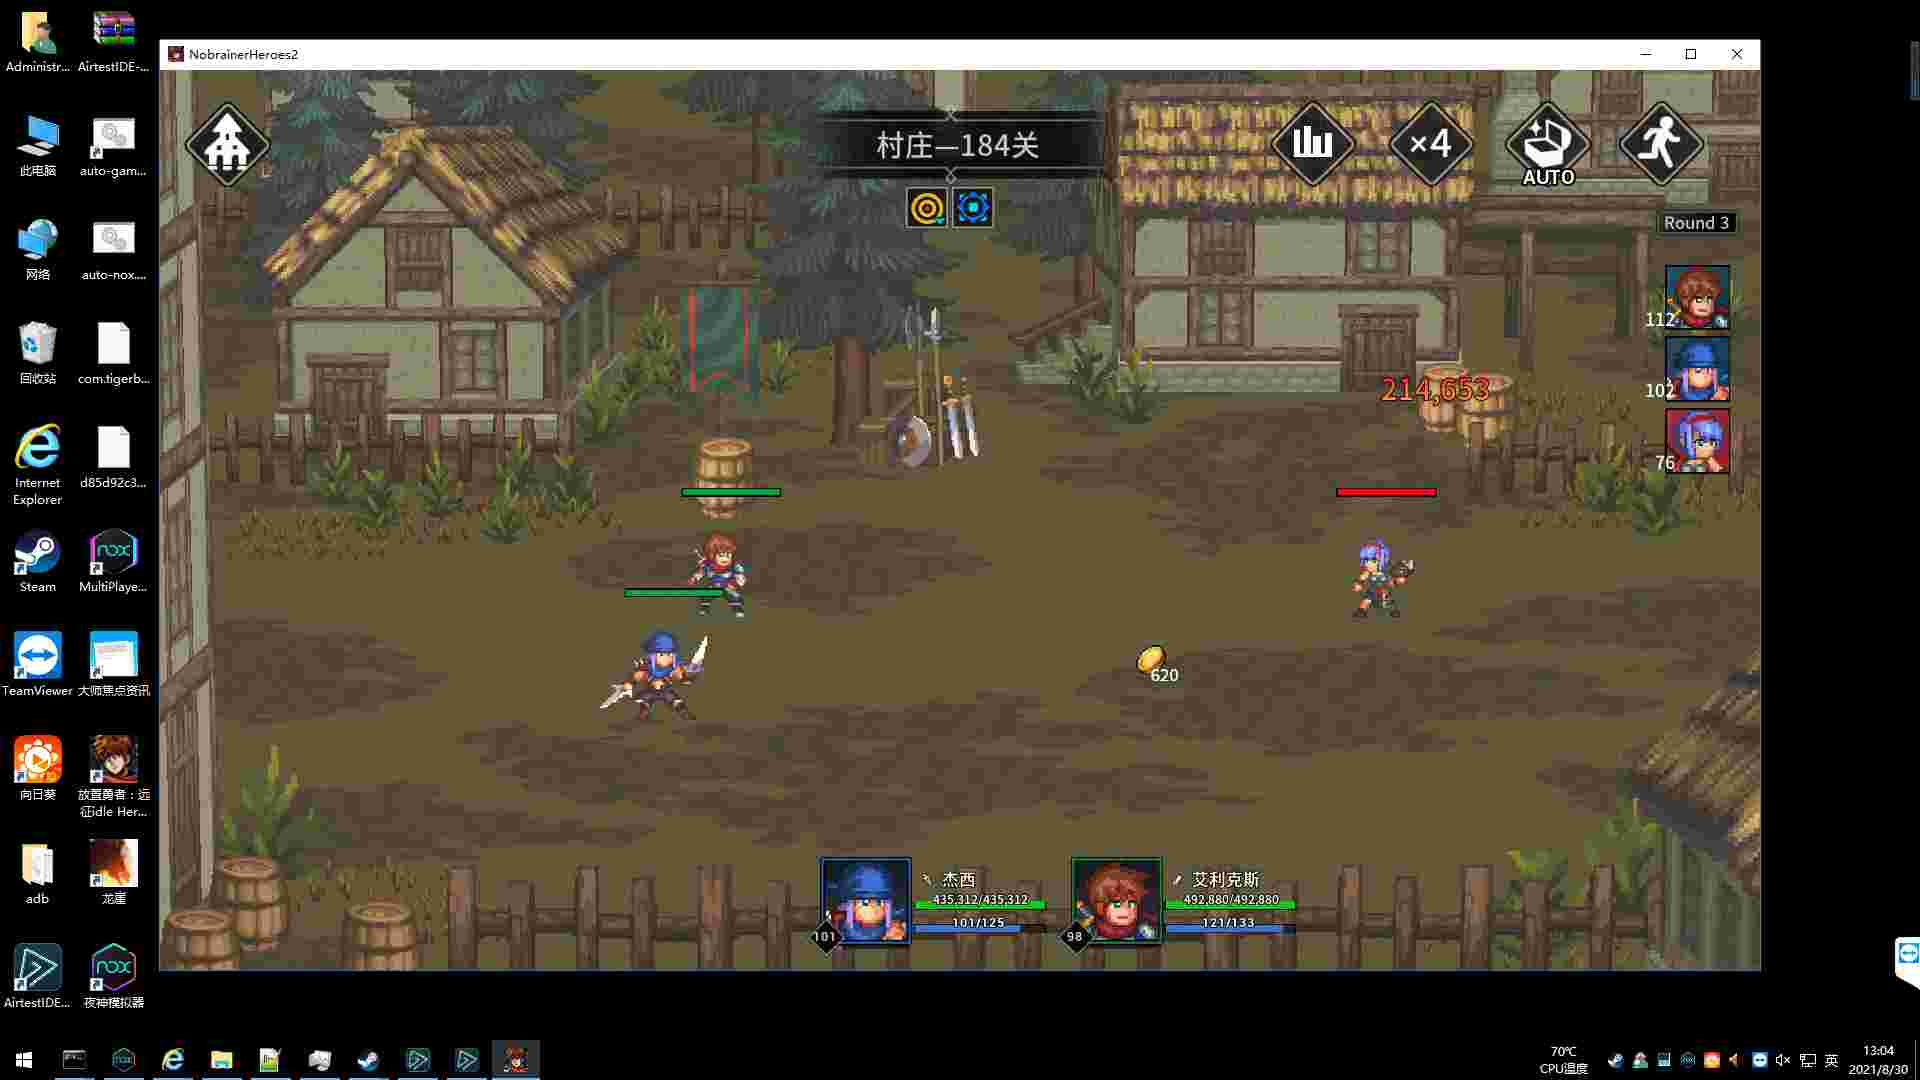 Administr...
AirtestIDE-...
此电脑
auto-gam...
网络
auto-nox....
回收站
com.tigerb...
Internet
Explorer
d85d92c3...
Steam
MultiPlaye...
TeamViewer
大师焦点资讯
向日葵
放置勇者：远
征idle Her...
adb
龙崖
AirtestIDE...
夜神模拟器
NobrainerHeroes2
村庄—184关
×4
AUTO
Round 3
112
102
76
214,653
620
杰西
435,312/435,312
101/125
101
艾利克斯
492,880/492,880
121/133
98
70℃
CPU温度
英
13:04
2021/8/30